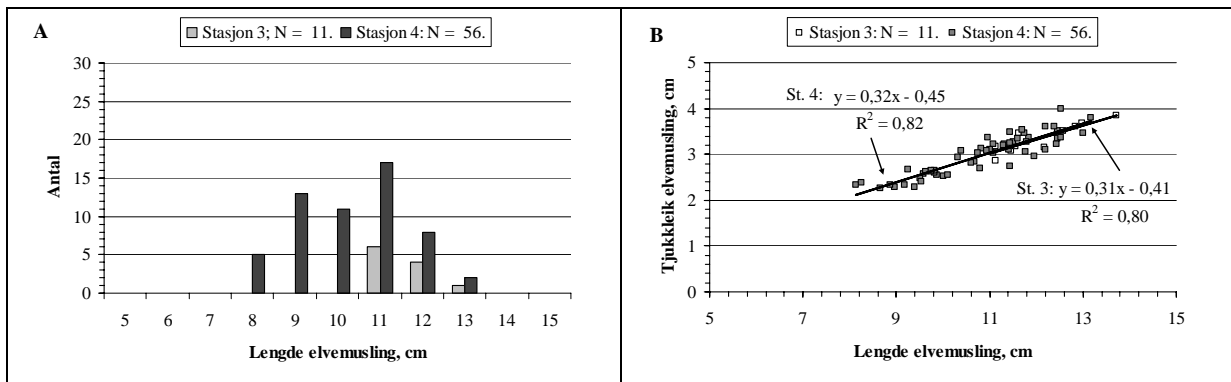 A
Stasjon 3; N = 11. Stasjon 4: N = 56.
Antal
30
25
20
15
10
5
0
5 6 7 8 9 10 11 12 13 14 15
Lengde elvemusling, cm
B
Stasjon 3: N = 11. Stasjon 4: N = 56.
Tjukkleik elvemusling, cm
5
4
3
2
1
0
St. 4: y = 0,32x - 0,45
R² = 0,82
St. 3: y = 0,31x - 0,41
R² = 0,80
5 7 9 11 13 15
Lengde elvemusling, cm